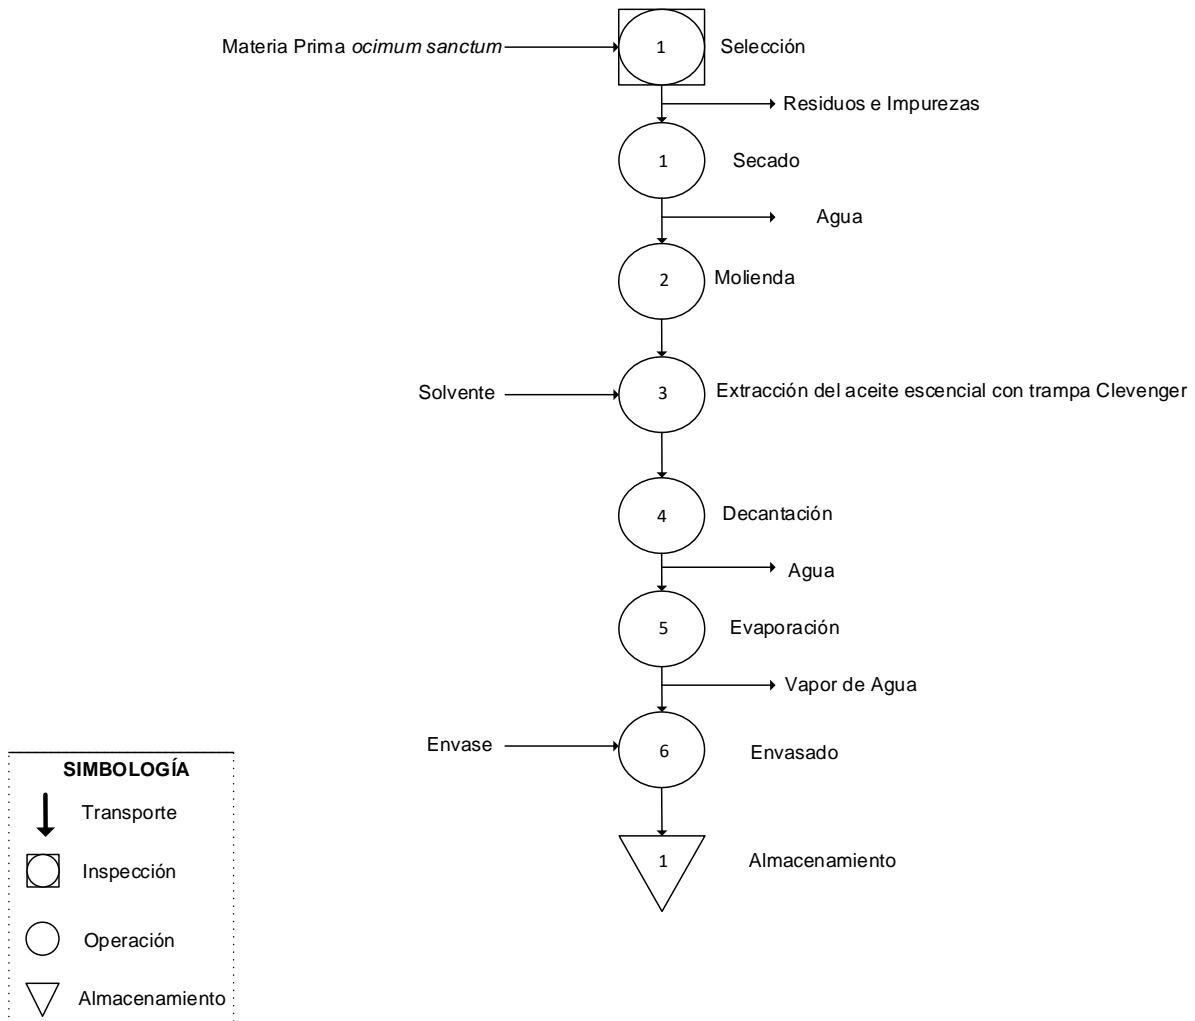 Materia Prima ocimum sanctum
1
Selección
Residuos e Impurezas
1
Secado
Agua
2
Molienda
Solvente
3
Extracción del aceite escencial con trampa Clevenger
4
Decantación
Agua
5
Evaporación
Vapor de Agua
Envase
6
Envasado
1
Almacenamiento
SIMBOLOGÍA
Transporte
Inspección
Operación
Almacenamiento